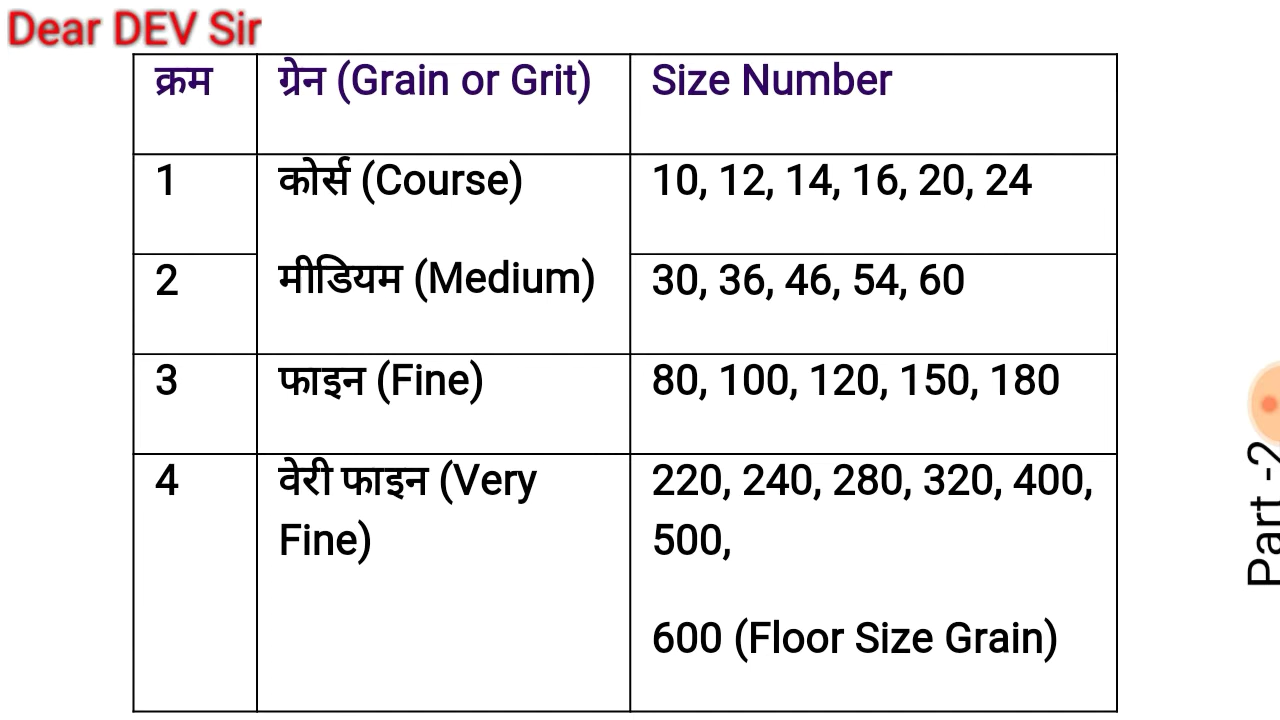 Dear DEV Sir
क्रम ग्रेन (Grain or Grit) Size Number
1 कोर्स (Course) 10, 12, 14, 16, 20, 24
2 मीडियम (Medium) 30, 36, 46, 54, 60
3 फाइन (Fine) 80, 100, 120, 150, 180
4 वेरी फाइन (Very 220, 240, 280, 320, 400,
Fine) 500,
600 (Floor Size Grain)
Part -2